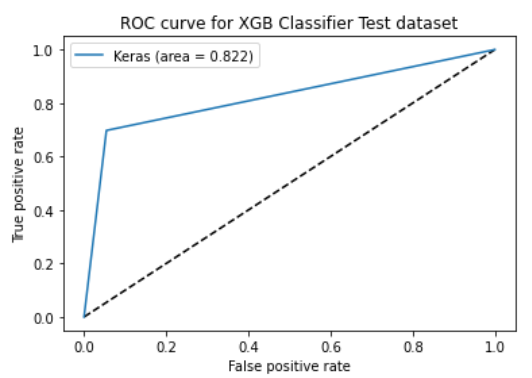 ROC curve for XGB Classifier Test dataset
Keras (area = 0.822)
1.0
0.8
0.6
0.4
0.2
0.0
True positive rate
0.0 0.2 0.4 0.6 0.8 1.0
False positive rate